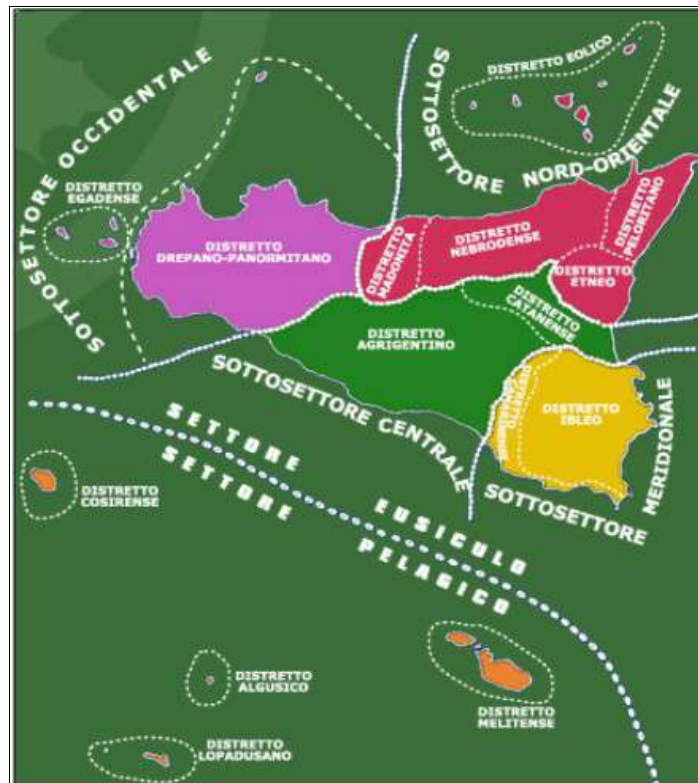 SOTTOSETTORE OCCIDENTALE
SOTTOSETTORE
NORD-ORIENTALE
DISTRETTO EOLICO
DISTRETTO
EGADENSE
DISTRETTO
DREPANO-PANORMITANO
DISTRETTO
MADONITA
DISTRETTO
NEBRODENSE
DISTRETTO
PELORITANO
DISTRETTO
ETNEO
DISTRETTO
CATANENSE
DISTRETTO
AGRIGENTINO
SOTTOSETTORE CENTRALE
DISTRETTO
DISTRETTO
IBLEO
SOTTOSETTORE
MERIDIONALE
SETTORE
EUSICULO
SETTORE
PELAGICO
DISTRETTO
COSIRENSE
DISTRETTO
ALGUSICO
DISTRETTO
LOPADUSANO
DISTRETTO
MELITENSE